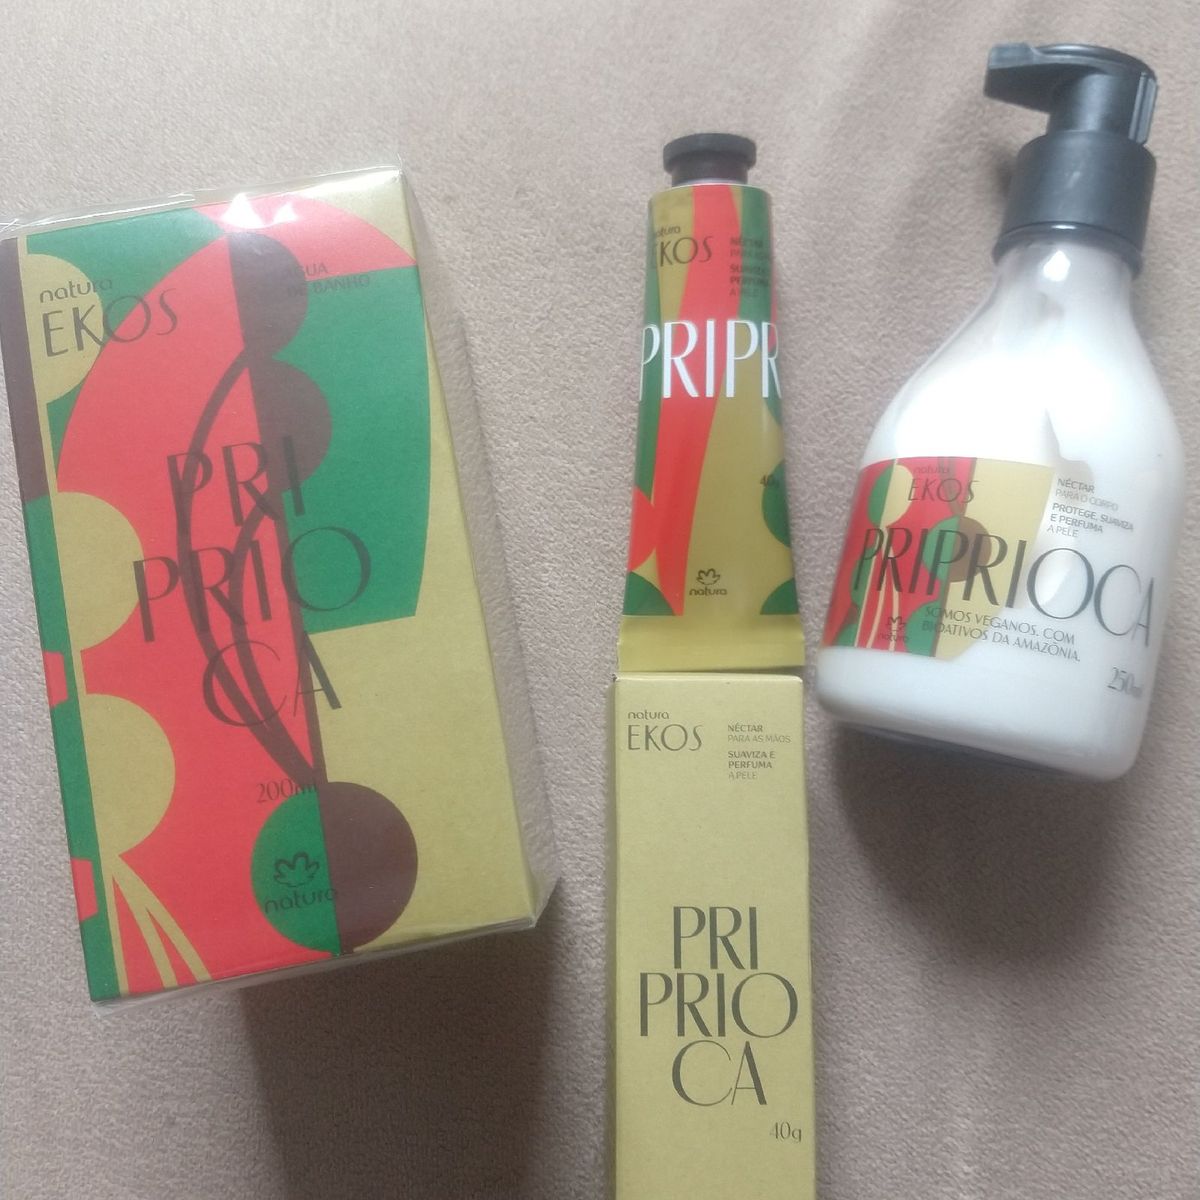 natura
EKOS
ÁGUA
DE BANHO
PRI
PRIO
CA
200ml
natura
natura
EKOS
NÉCTAR
SUAVIZA
PERFUMA
A PELE
PRIPR
40g
natura
natura
EKOS
NÉCTAR
PARA AS MÃOS
SUAVIZA E
PERFUMA
A PELE
PRI
PRIO
CA
40g
natura
EKOS
NÉCTAR
PARA O CORPO
PROTEGE, SUAVIZA
E PERFUMA
A PELE
PRIPRIOCA
SOMOS VEGANOS. COM
BIOATIVOS DA AMAZÔNIA.
natura
250ml